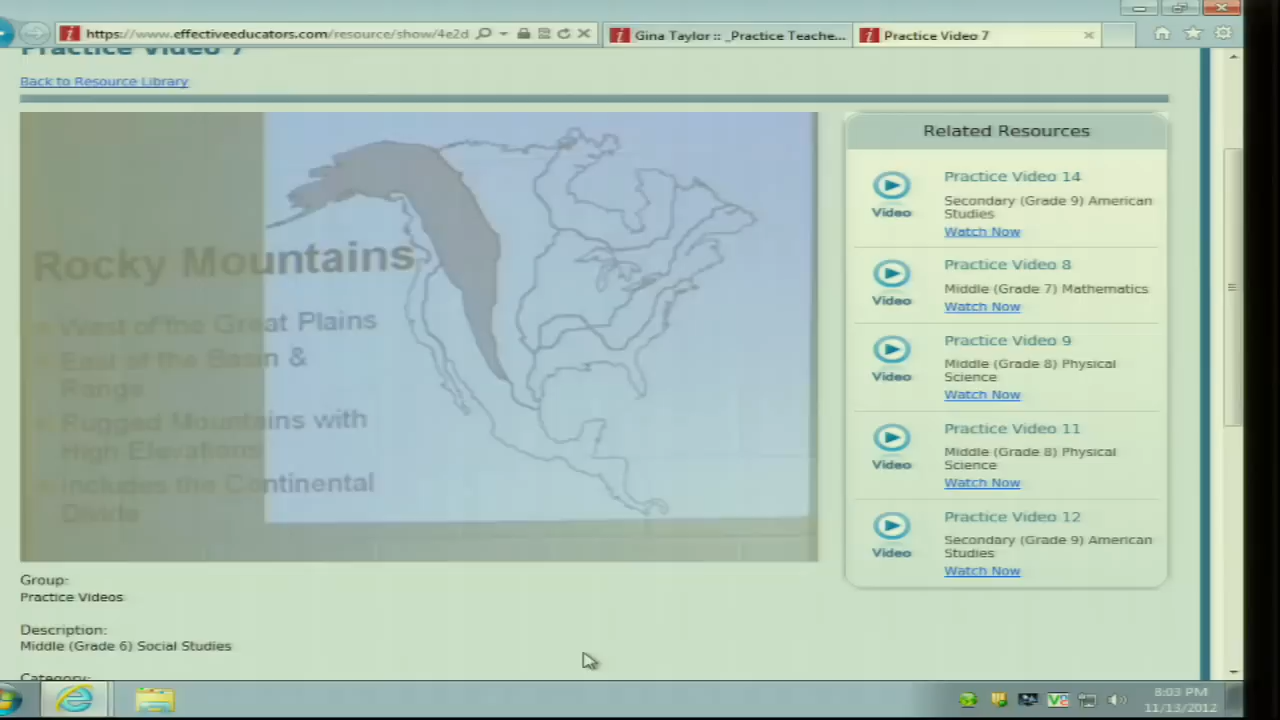 https://www.effectiveeducators.com/resource/show/4e2d
Gina Taylor :: _Practice Teache...
Practice Video 7
Practice Video 7
Back to Resource Library
Rocky Mountains
West of the Great Plains
East of the Basin &
Range
Rugged Mountains with
High Elevations
Includes the Continental
Divide
Related Resources
Video
Practice Video 14
Secondary (Grade 9) American
Studies
Watch Now
Video
Practice Video 8
Middle (Grade 7) Mathematics
Watch Now
Video
Practice Video 9
Middle (Grade 8) Physical
Science
Watch Now
Video
Practice Video 11
Middle (Grade 8) Physical
Science
Watch Now
Video
Practice Video 12
Secondary (Grade 9) American
Studies
Watch Now
Group:
Practice Videos
Description:
Middle (Grade 6) Social Studies
Category:
8:03 PM
11/13/2012